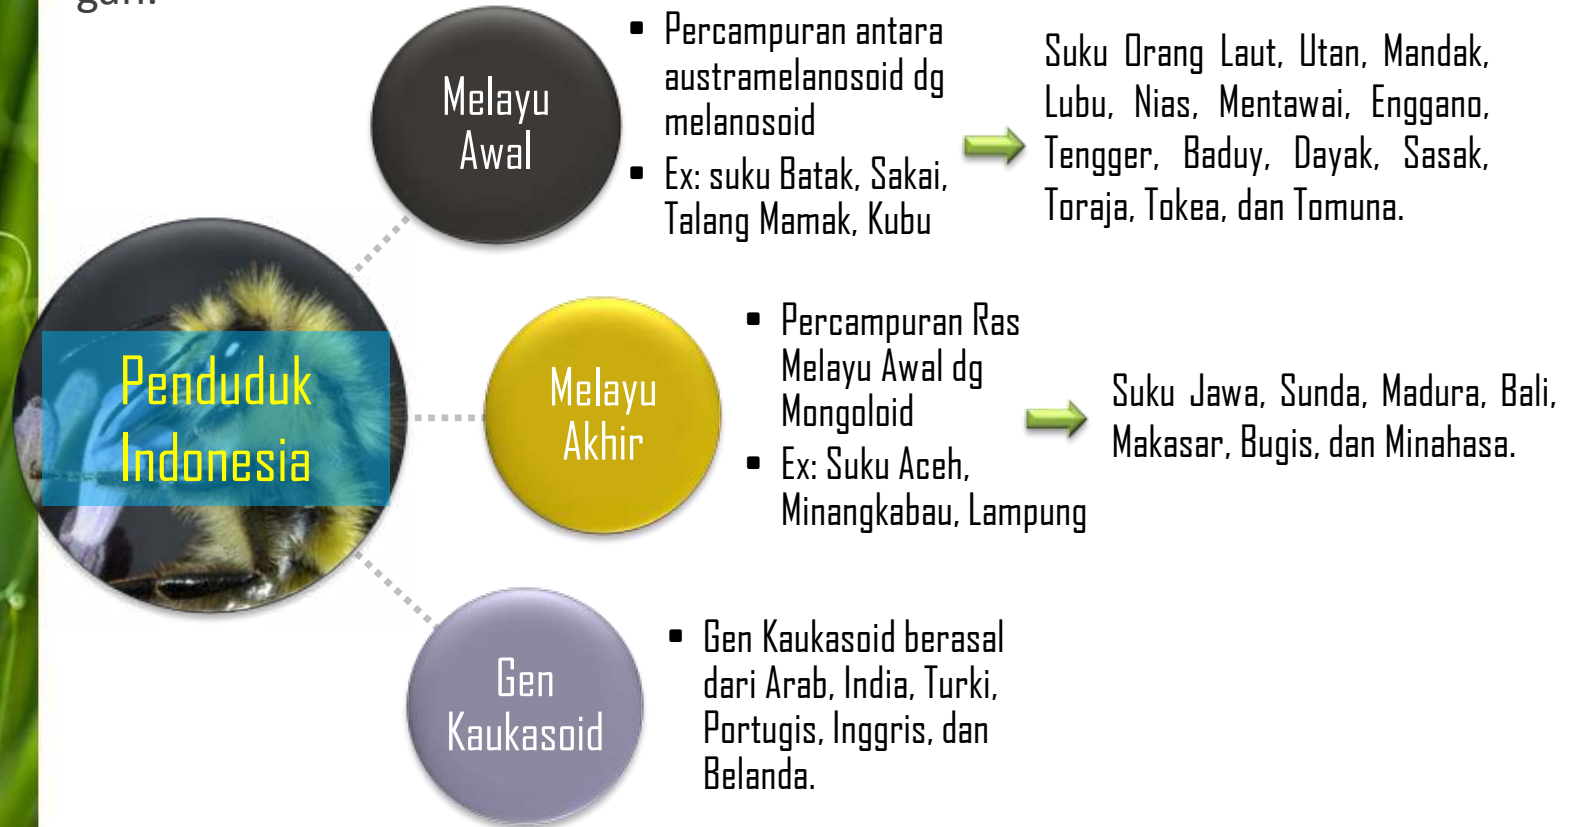 gan.
Melayu
Awal
▪ Percampuran antara
austramelanosoid dg
melanosoid
▪ Ex: suku Batak, Sakai,
Talang Mamak, Kubu
Suku Orang Laut, Utan, Mandak,
Lubu, Nias, Mentawai, Enggano,
Tengger, Baduy, Dayak, Sasak,
Toraja, Tokea, dan Tomuna.
Penduduk
Indonesia
Melayu
Akhir
▪ Percampuran Ras
Melayu Awal dg
Mongoloid
▪ Ex: Suku Aceh,
Minangkabau, Lampung
Suku Jawa, Sunda, Madura, Bali,
Makasar, Bugis, dan Minahasa.
Gen
Kaukasoid
▪ Gen Kaukasoid berasal
dari Arab, India, Turki,
Portugis, Inggris, dan
Belanda.